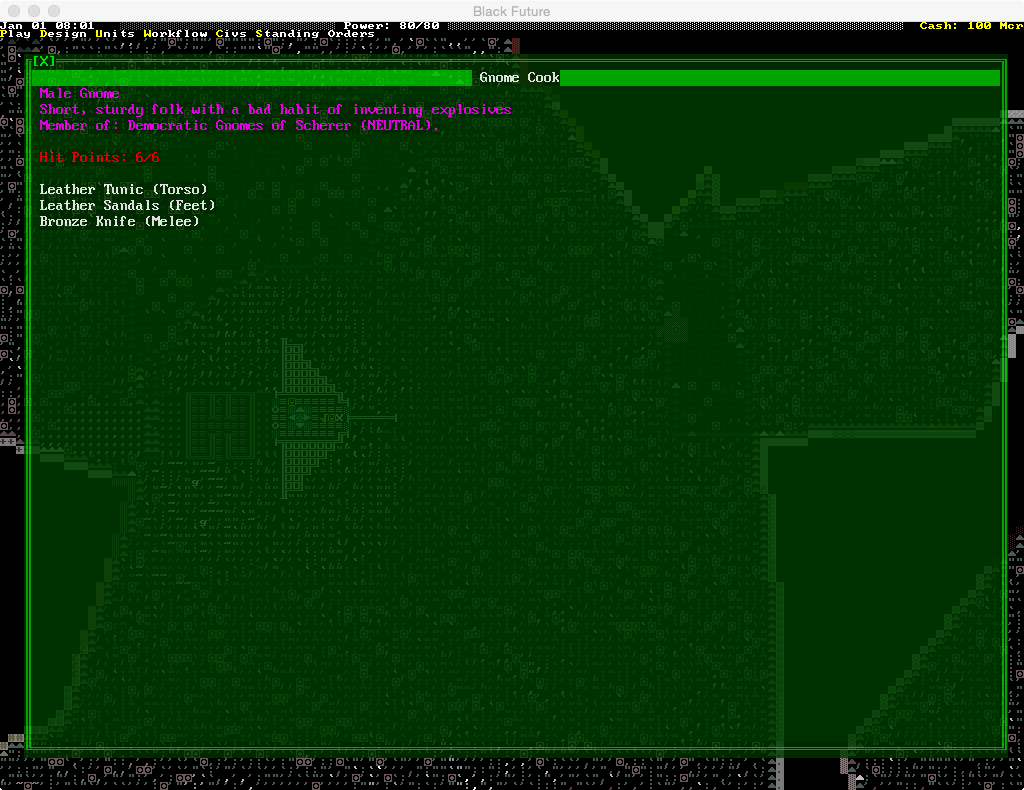 Black Future
Jan 01 08:01 Power: 80/80 Cash: 100 Mcr
Play Design Units Workflow Civs Standing Orders
[X]
Gnome Cook
Male Gnome
Short, sturdy folk with a bad habit of inventing explosives
Member of: Democratic Gnomes of Scherer (NEUTRAL).
Hit Points: 6/6
Leather Tunic (Torso)
Leather Sandals (Feet)
Bronze Knife (Melee)